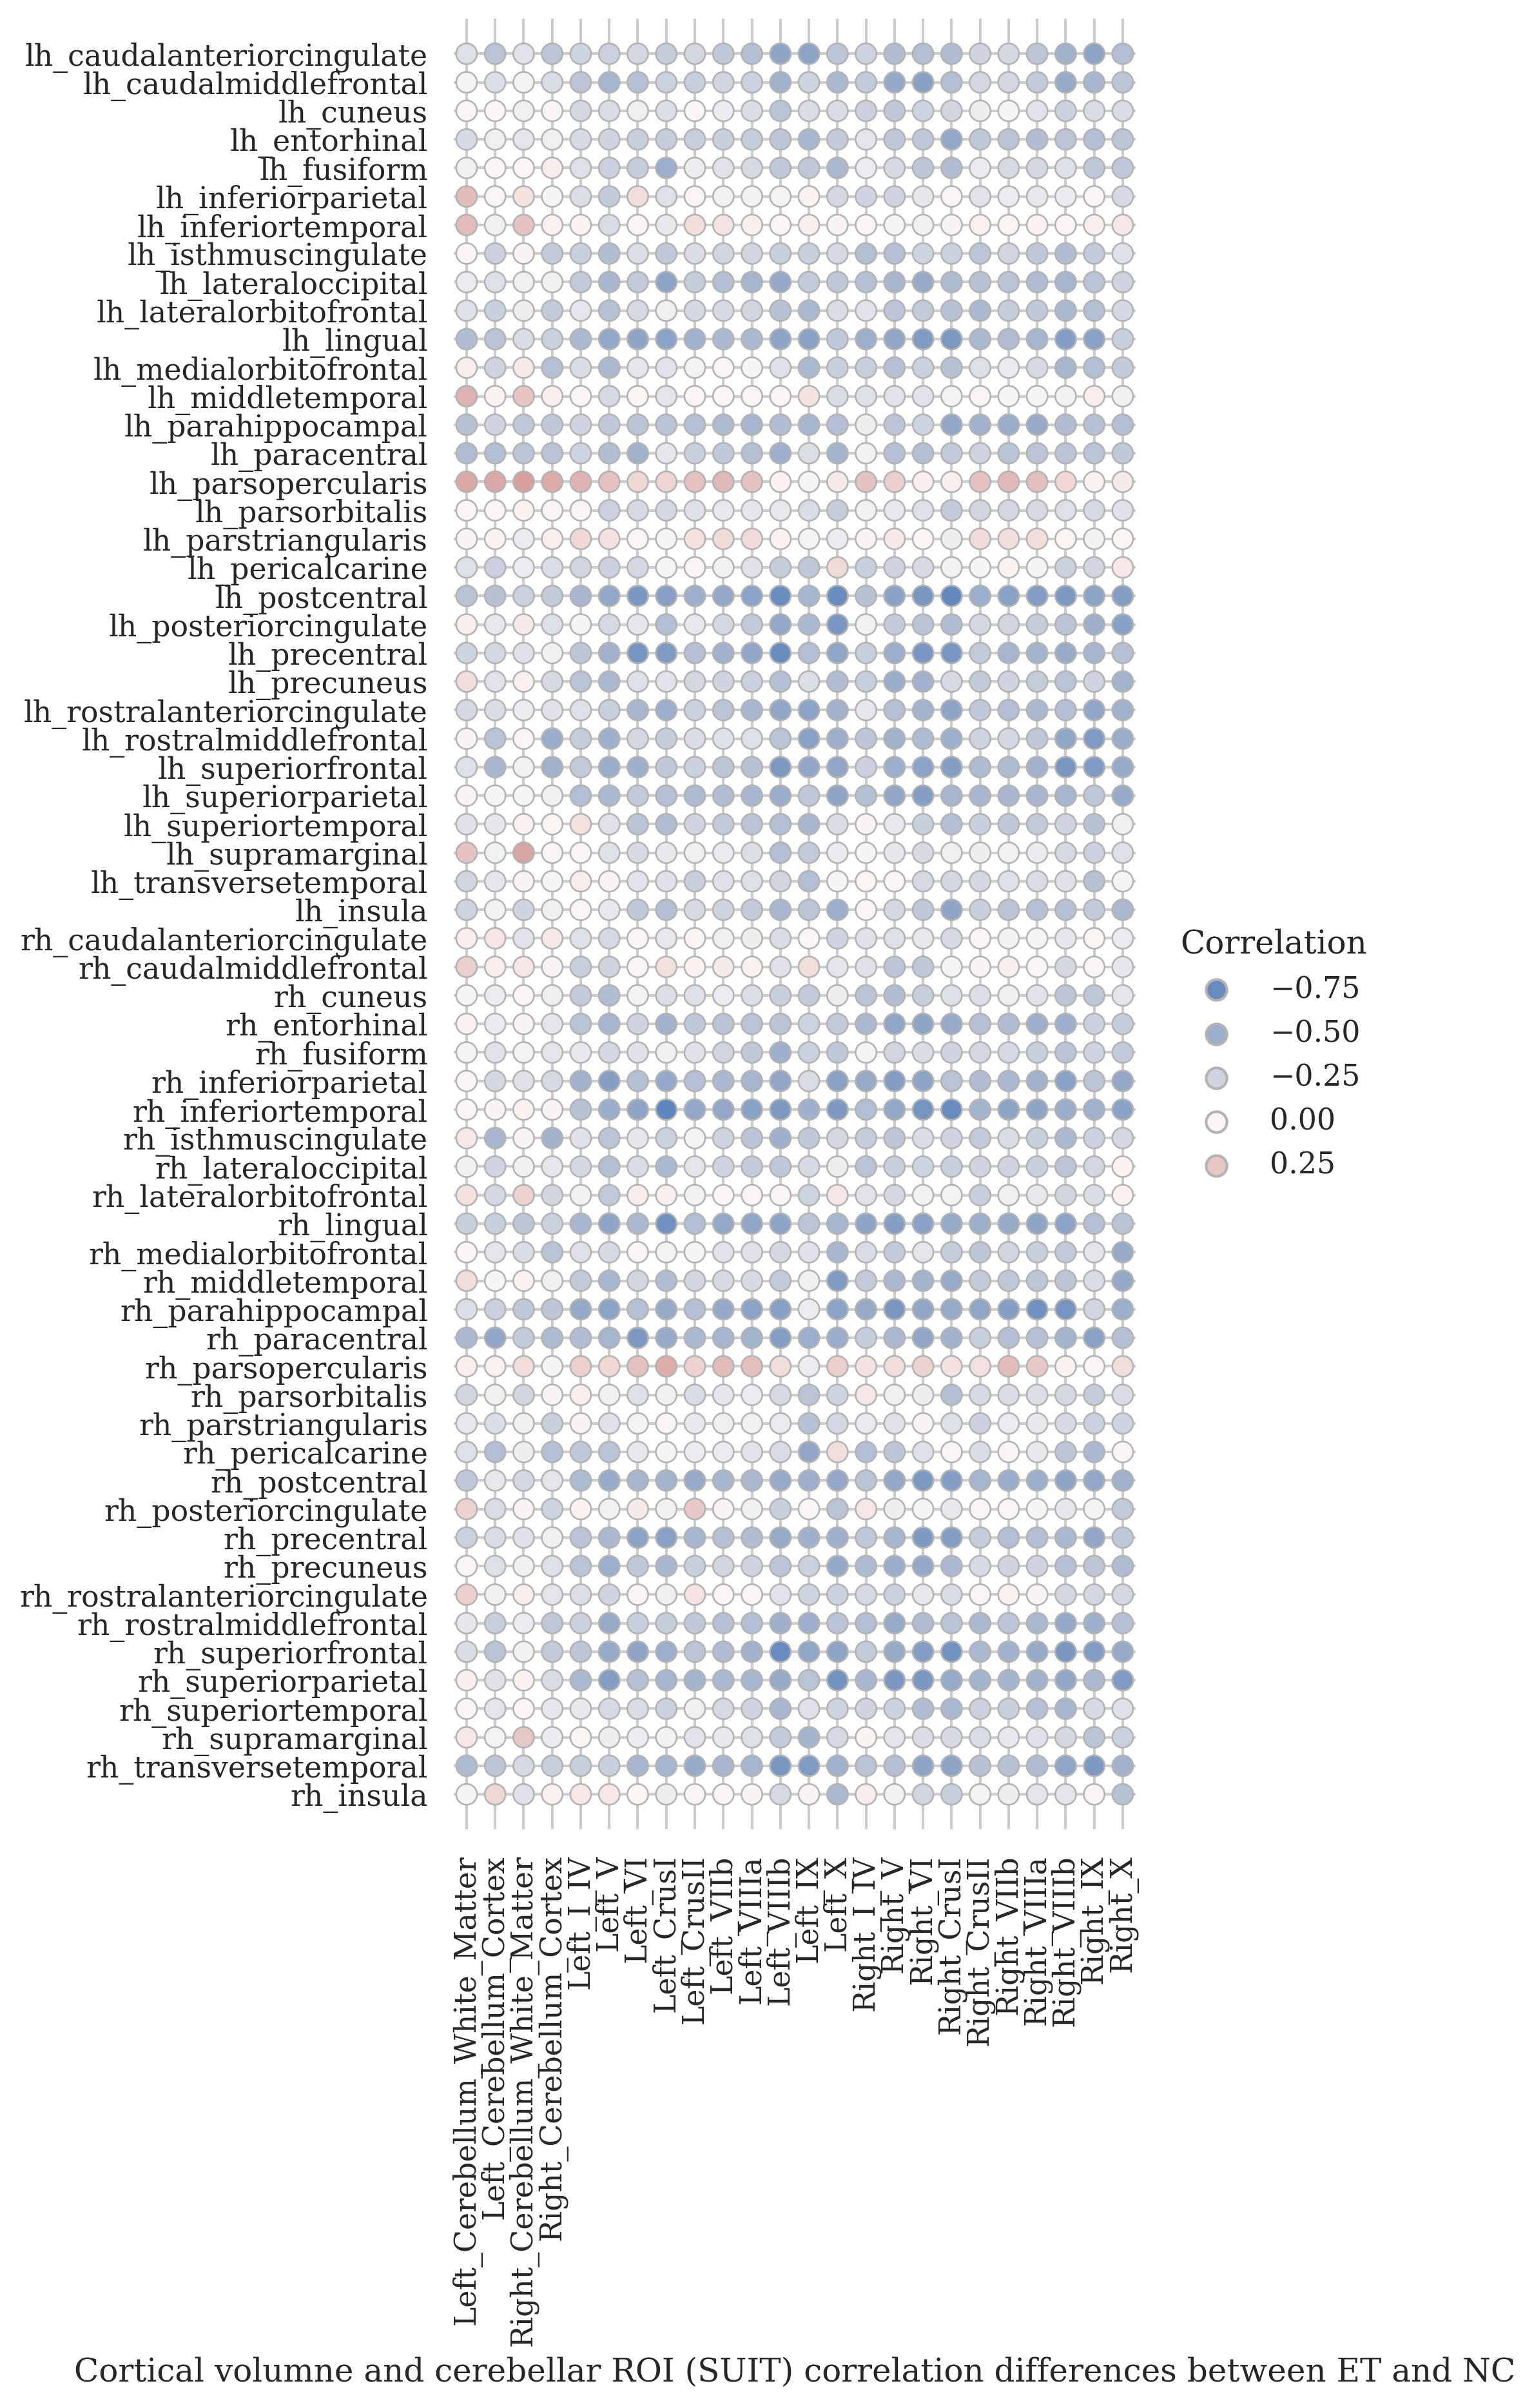 lh_caudalanteriorcingulate
lh_caudalmiddlefrontal
lh_cuneus
lh_entorhinal
lh_fusiform
lh_inferiorparietal
lh_inferiortemporal
lh_isthmuscingulate
lh_lateraloccipital
lh_lateralorbitofrontal
lh_lingual
lh_medialorbitofrontal
lh_middletemporal
lh_parahippocampal
lh_paracentral
lh_parsopercularis
lh_parsorbitalis
lh_parstriangularis
lh_pericalcarine
lh_postcentral
lh_posteriorcingulate
lh_precentral
lh_precuneus
lh_rostralanteriorcingulate
lh_rostralmiddlefrontal
lh_superiorfrontal
lh_superiorparietal
lh_superiortemporal
lh_supramarginal
lh_transversetemporal
lh_insula
rh_caudalanteriorcingulate
rh_caudalmiddlefrontal
rh_cuneus
rh_entorhinal
rh_fusiform
rh_inferiorparietal
rh_inferiortemporal
rh_isthmuscingulate
rh_lateraloccipital
rh_lateralorbitofrontal
rh_lingual
rh_medialorbitofrontal
rh_middletemporal
rh_parahippocampal
rh_paracentral
rh_parsopercularis
rh_parsorbitalis
rh_parstriangularis
rh_pericalcarine
rh_postcentral
rh_posteriorcingulate
rh_precentral
rh_precuneus
rh_rostralanteriorcingulate
rh_rostralmiddlefrontal
rh_superiorfrontal
rh_superiorparietal
rh_superiortemporal
rh_supramarginal
rh_transversetemporal
rh_insula
Correlation
−0.75
−0.50
−0.25
0.00
0.25
Left_Cerebellum_White_Matter
Left_Cerebellum_Cortex
Right_Cerebellum_White_Matter
Right_Cerebellum_Cortex
Left_I_IV
Left_V
Left_VI
Left_CrusI
Left_CrusII
Left_VIIb
Left_VIIIa
Left_VIIIb
Left_IX
Left_X
Right_I_IV
Right_V
Right_VI
Right_CrusI
Right_CrusII
Right_VIIb
Right_VIIIa
Right_VIIIb
Right_IX
Right_X
Cortical volumne and cerebellar ROI (SUIT) correlation differences between ET and NC